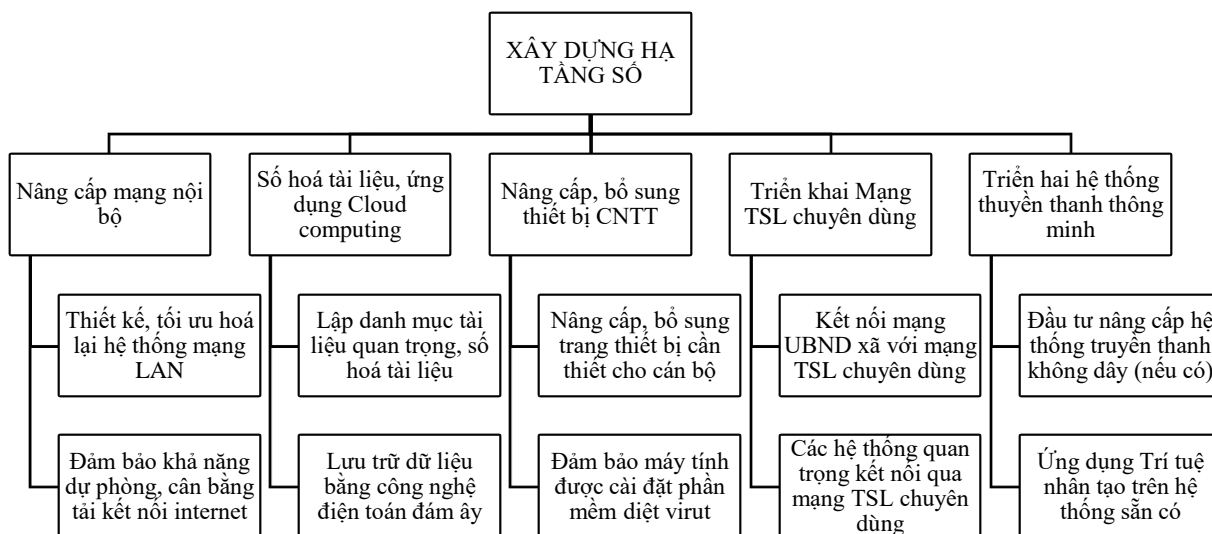 XÂY DỰNG HẠ
TẦNG SỐ
Nâng cấp mạng nội
bộ
Số hoá tài liệu, ứng
dụng Cloud
computing
Nâng cấp, bổ sung
thiết bị CNTT
Triển khai Mạng
TSL chuyên dùng
Triển hai hệ thống
thuyền thanh thông
minh
Thiết kế, tối ưu hoá
lại hệ thống mạng
LAN
Lập danh mục tài
liệu quan trọng, số
hoá tài liệu
Nâng cấp, bổ sung
trang thiết bị cần
thiết cho cán bộ
Kết nối mạng
UBND xã với mạng
TSL chuyên dùng
Đầu tư nâng cấp hệ
thống truyền thanh
không dây (nếu có)
Đảm bảo khả năng
dự phòng, cân bằng
tải kết nối internet
Lưu trữ dữ liệu
bằng công nghệ
điện toán đám ây
Đảm bảo máy tính
được cài đặt phần
mềm diệt virut
Các hệ thống quan
trọng kết nối qua
mạng TSL chuyên
dùng
Ứng dụng Trí tuệ
nhân tạo trên hệ
thống sẵn có